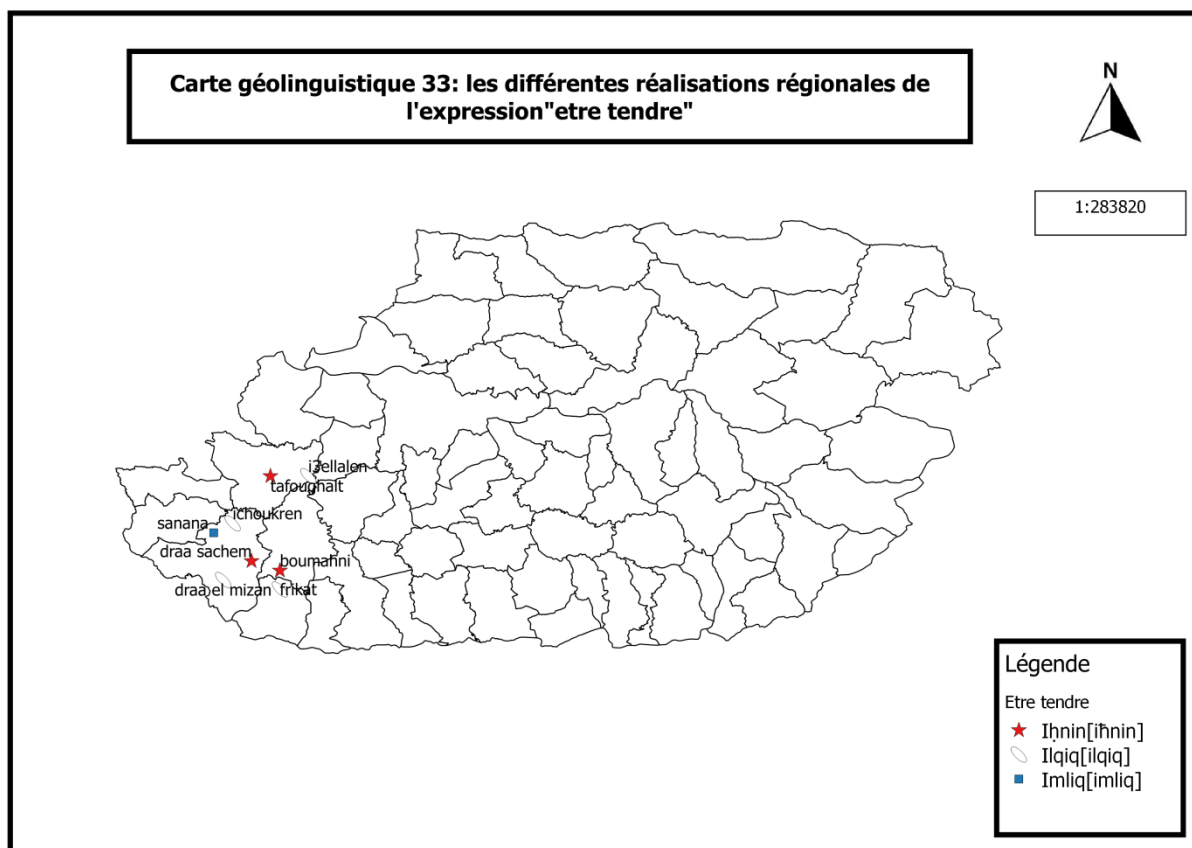 Carte géolinguistique 33: les différentes réalisations régionales de
l'expression"etre tendre"
N
1:283820
i3ellalen
tafoughalt
ichoukren
sanana
draa sachem
boumahni
draa el mizan
frikat
Légende
Etre tendre
Iḥnin[iħnin]
Ilqiq[ilqiq]
Imliq[imliq]